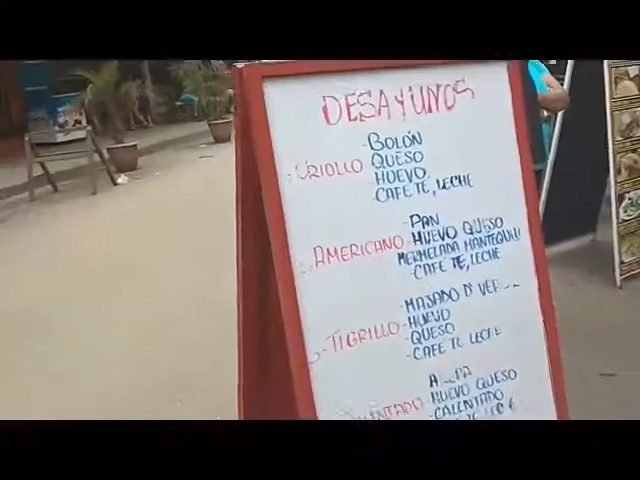 DESAYUNOS
CRIOLLO
-BOLÓN
QUESO
HUEVO
CAFE TE, LECHE
AMERICANO
-PAN
-HUEVO QUESO
MERMELADA MANTEQUILL
-CAFE TE, LECHE
-TIGRILLO
-MAJADO D'
-HUEVO
-QUESO
-CAFE TE LECHE
-HUEVO QUESO
-CALENTADO